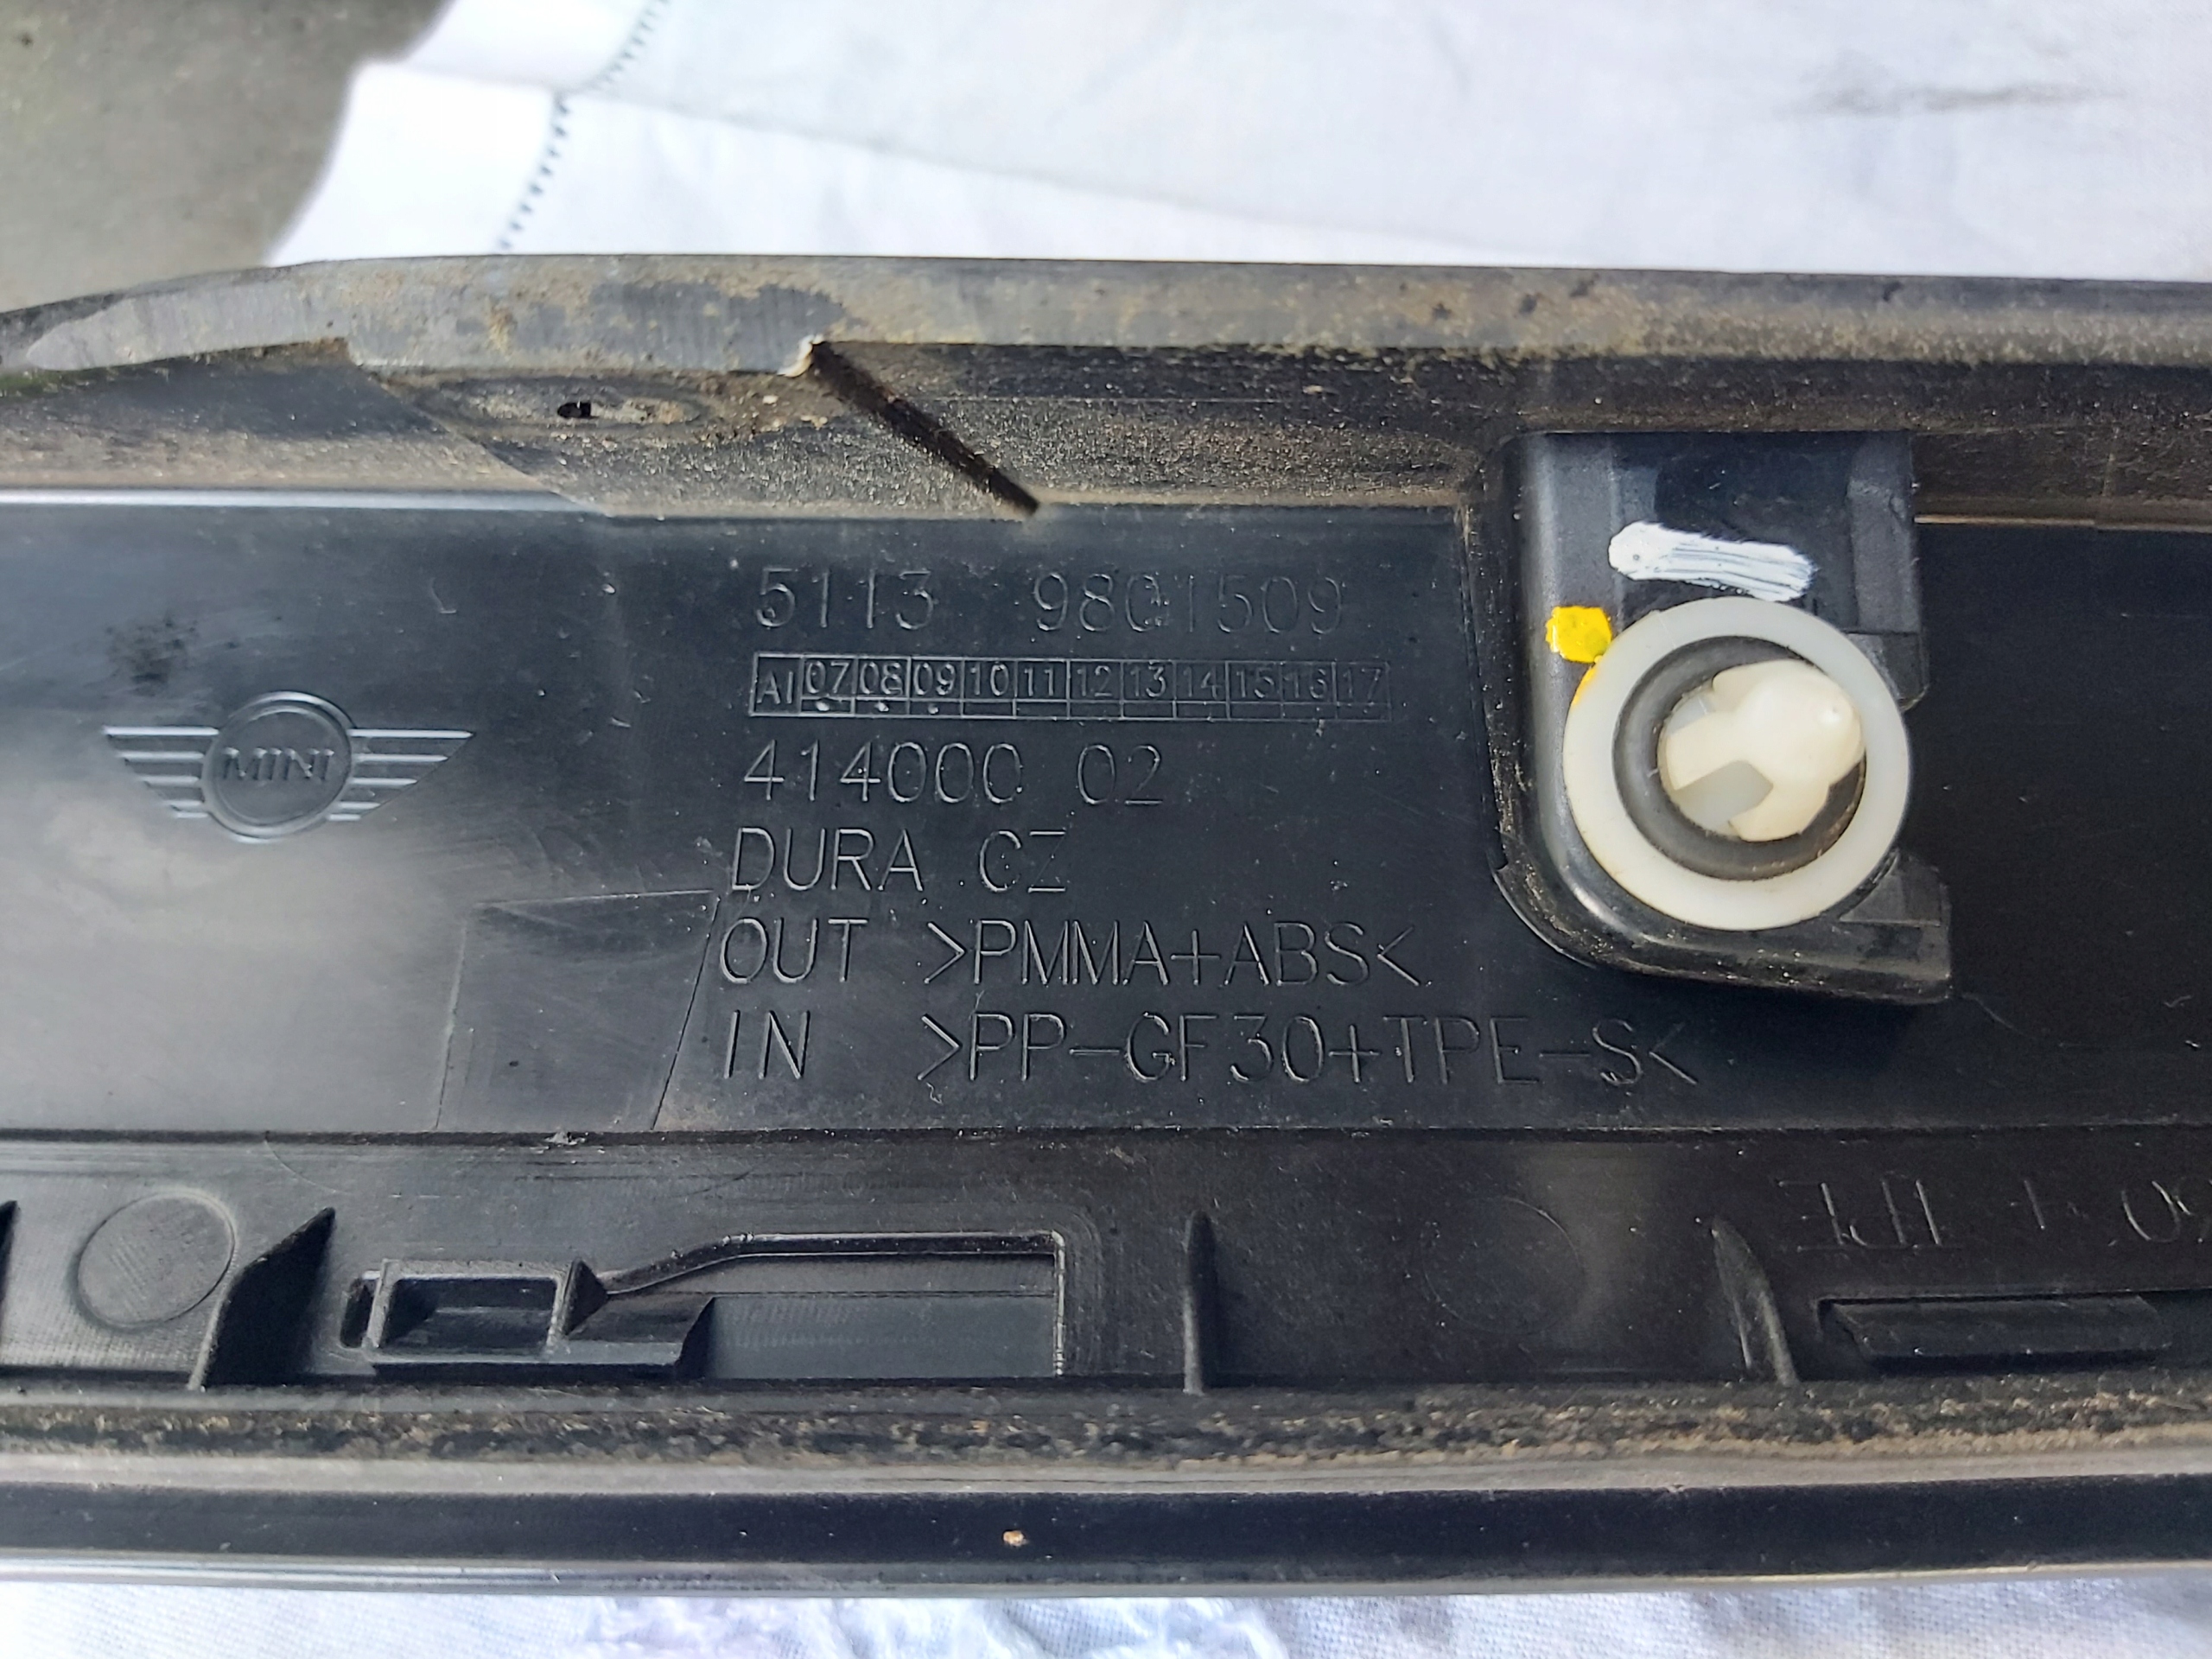 5113 9801509
AI 07 08 09 10 11 12 13 14 15 16 17
MINI
414000 02
DURA CZ
OUT >PMMA+ABS<
IN >PP-GF30+TPE-S<